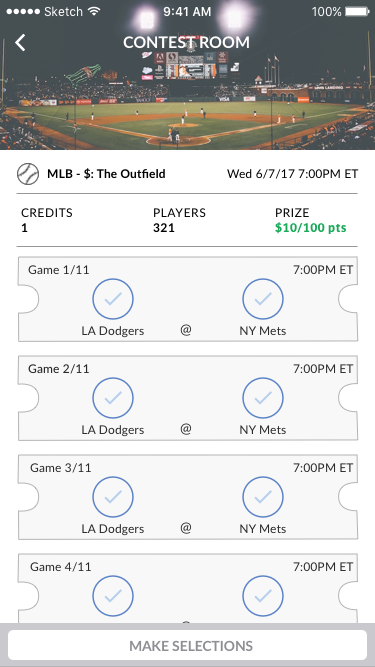 Sketch 9:41 AM 100%
CONTEST ROOM
MLB - $: The Outfield Wed 6/7/17 7:00PM ET
CREDITS PLAYERS PRIZE
1 321 $10/100 pts
Game 1/11 7:00PM ET
LA Dodgers @ NY Mets
Game 2/11 7:00PM ET
LA Dodgers @ NY Mets
Game 3/11 7:00PM ET
LA Dodgers @ NY Mets
Game 4/11 7:00PM ET
MAKE SELECTIONS